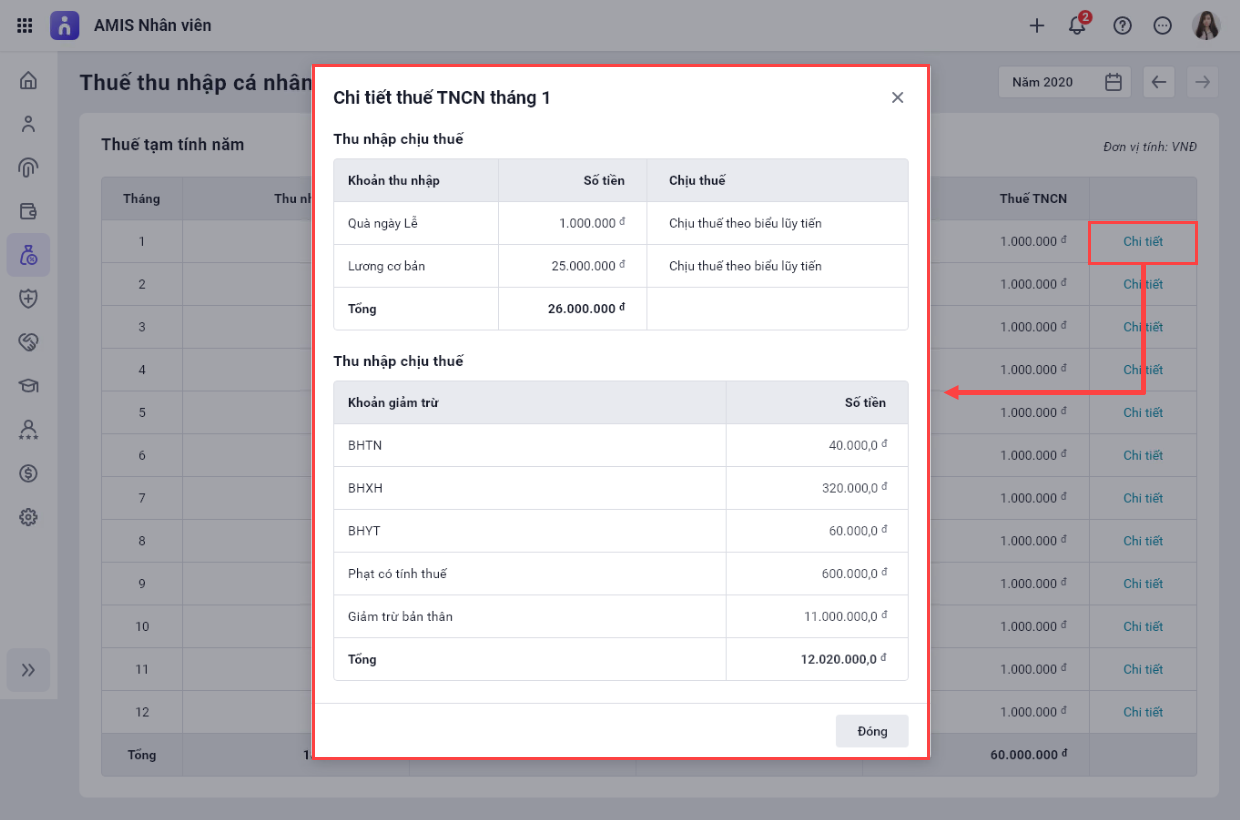 AMIS Nhân viên
2
Thuế thu nhập cá nhân
Năm 2020
Thuế tạm tính năm
Đơn vị tính: VNĐ
Tháng
Thuế TNCN
1 1.000.000 đ Chi tiết
2 1.000.000 đ Chi tiết
3 1.000.000 đ Chi tiết
4 1.000.000 đ Chi tiết
5 1.000.000 đ Chi tiết
6 1.000.000 đ Chi tiết
7 1.000.000 đ Chi tiết
8 1.000.000 đ Chi tiết
9 1.000.000 đ Chi tiết
10 1.000.000 đ Chi tiết
11 1.000.000 đ Chi tiết
12 1.000.000 đ Chi tiết
Tổng 60.000.000 đ
Chi tiết thuế TNCN tháng 1
Thu nhập chịu thuế
Khoản thu nhập Số tiền Chịu thuế
Quà ngày Lễ 1.000.000 đ Chịu thuế theo biểu lũy tiến
Lương cơ bản 25.000.000 đ Chịu thuế theo biểu lũy tiến
Tổng 26.000.000 đ
Thu nhập chịu thuế
Khoản giảm trừ Số tiền
BHTN 40.000,0 đ
BHXH 320.000,0 đ
BHYT 60.000,0 đ
Phạt có tính thuế 600.000,0 đ
Giảm trừ bản thân 11.000.000,0 đ
Tổng 12.020.000,0 đ
Đóng